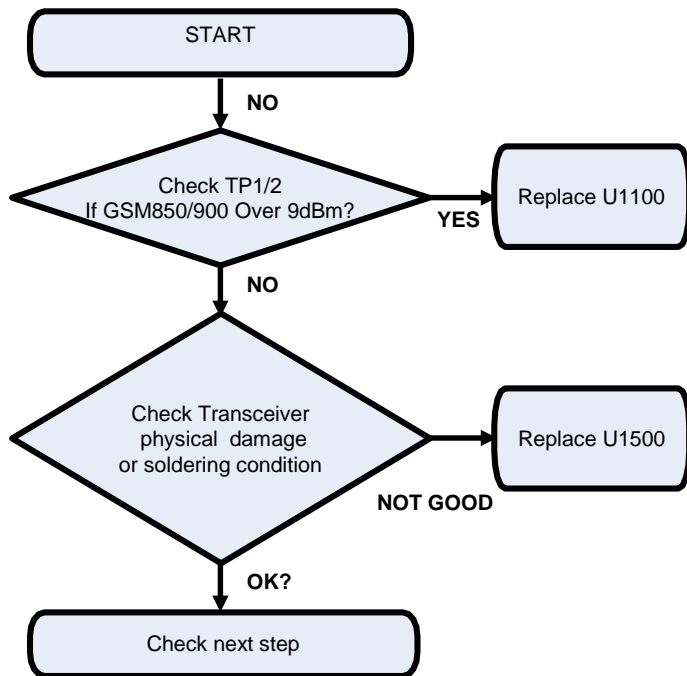 START
NO
Check TP1/2
If GSM850/900 Over 9dBm?
YES
Replace U1100
NO
Check Transceiver
physical damage
or soldering condition
NOT GOOD
Replace U1500
OK?
Check next step